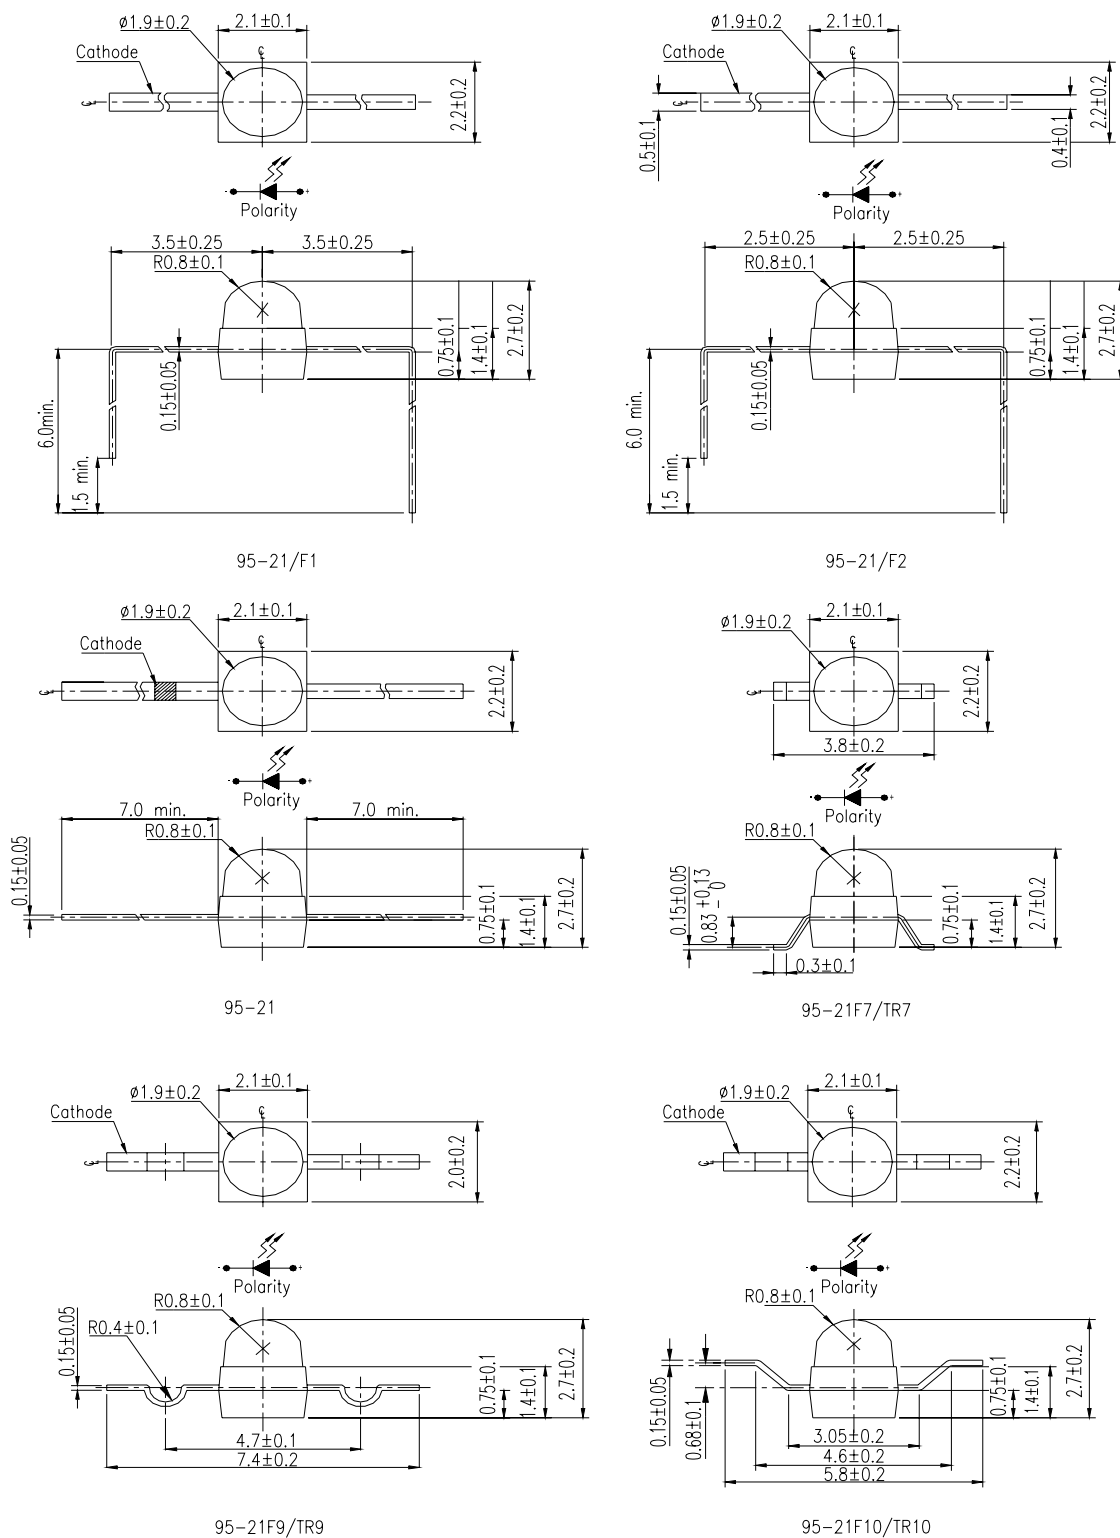 ø1.9±0.2
2.1±0.1
Cathode
℄
℄
2.2±0.2
- +
Polarity
3.5±0.25
3.5±0.25
R0.8±0.1
0.15±0.05
0.75±0.1
1.4±0.1
2.7±0.2
6.0min.
1.5 min.
95-21/F1
ø1.9±0.2
2.1±0.1
Cathode
℄
℄
0.5±0.1
0.4±0.1
2.2±0.2
- +
Polarity
2.5±0.25
2.5±0.25
R0.8±0.1
0.15±0.05
0.75±0.1
1.4±0.1
2.7±0.2
6.0 min.
1.5 min.
95-21/F2
ø1.9±0.2
2.1±0.1
Cathode
℄
℄
2.2±0.2
- +
Polarity
7.0 min.
7.0 min.
R0.8±0.1
0.15±0.05
0.75±0.1
1.4±0.1
2.7±0.2
95-21
ø1.9±0.2
2.1±0.1
℄
℄
2.2±0.2
3.8±0.2
- +
Polarity
R0.8±0.1
0.15±0.05
0.83 +0.13 -0
0.75±0.1
1.4±0.1
2.7±0.2
0.3±0.1
95-21F7/TR7
ø1.9±0.2
2.1±0.1
Cathode
℄
℄
2.0±0.2
- +
Polarity
R0.8±0.1
R0.4±0.1
0.15±0.05
0.75±0.1
1.4±0.1
2.7±0.2
4.7±0.1
7.4±0.2
95-21F9/TR9
ø1.9±0.2
2.1±0.1
Cathode
℄
℄
2.2±0.2
- +
Polarity
R0.8±0.1
0.15±0.05
0.68±0.1
0.75±0.1
1.4±0.1
2.7±0.2
3.05±0.2
4.6±0.2
5.8±0.2
95-21F10/TR10